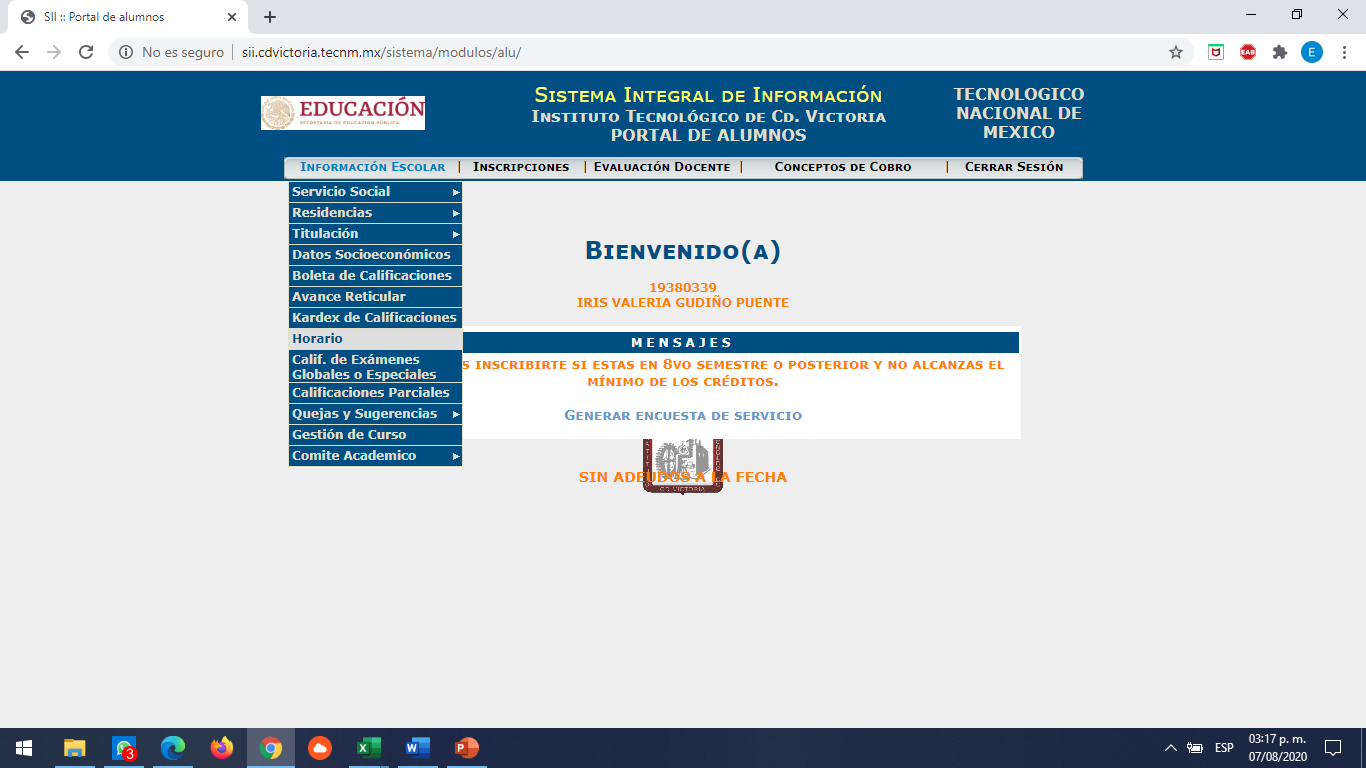 SII :: Portal de alumnos
No es seguro
sii.cdvictoria.tecnm.mx/sistema/modulos/alu/
EAB
E
EDUCACIÓN
SECRETARÍA DE EDUCACIÓN PÚBLICA
Sistema Integral de Información
Instituto Tecnológico de Cd. Victoria
PORTAL DE ALUMNOS
TECNOLOGICO
NACIONAL DE
MEXICO
Información Escolar | Inscripciones | Evaluación Docente | Conceptos de Cobro | Cerrar Sesión
Servicio Social
Residencias
Titulación
Datos Socioeconómicos
Boleta de Calificaciones
Avance Reticular
Kardex de Calificaciones
Horario
Calif. de Exámenes
Globales o Especiales
Calificaciones Parciales
Quejas y Sugerencias
Gestión de Curso
Comite Academico
Bienvenido(a)
19380339
IRIS VALERIA GUDIÑO PUENTE
MENSAJES
s inscribirte si estas en 8vo semestre o posterior y no alcanzas el
mínimo de los créditos.
Generar encuesta de servicio
CD VICTORIA
SIN ADEUDOS A LA FECHA
3
ESP
03:17 p. m.
07/08/2020